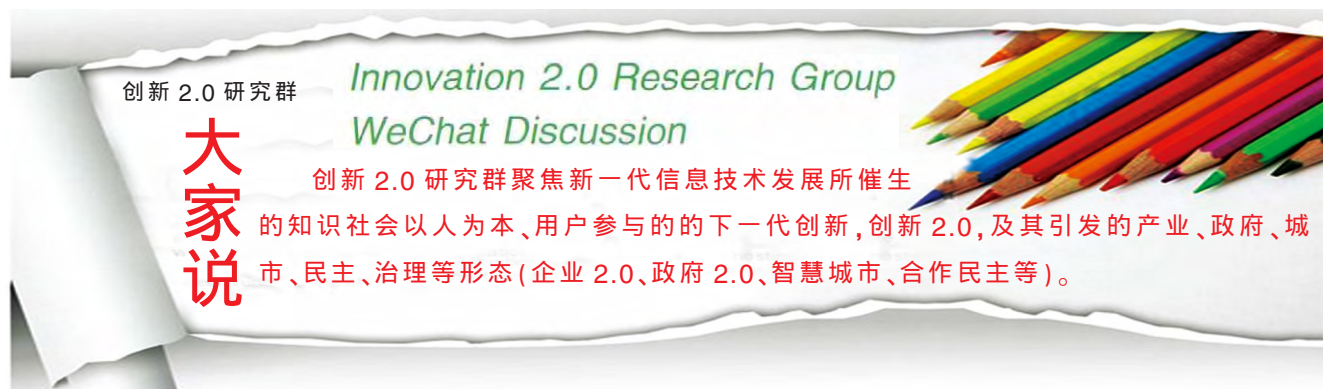 创新 2.0 研究群
Innovation 2.0 Research Group
WeChat Discussion
大家说
创新 2.0 研究群聚焦新一代信息技术发展所催生
的知识社会以人为本、用户参与的的下一代创新,创新 2.0,及其引发的产业、政府、城
市、民主、治理等形态(企业 2.0、政府 2.0、智慧城市、合作民主等)。